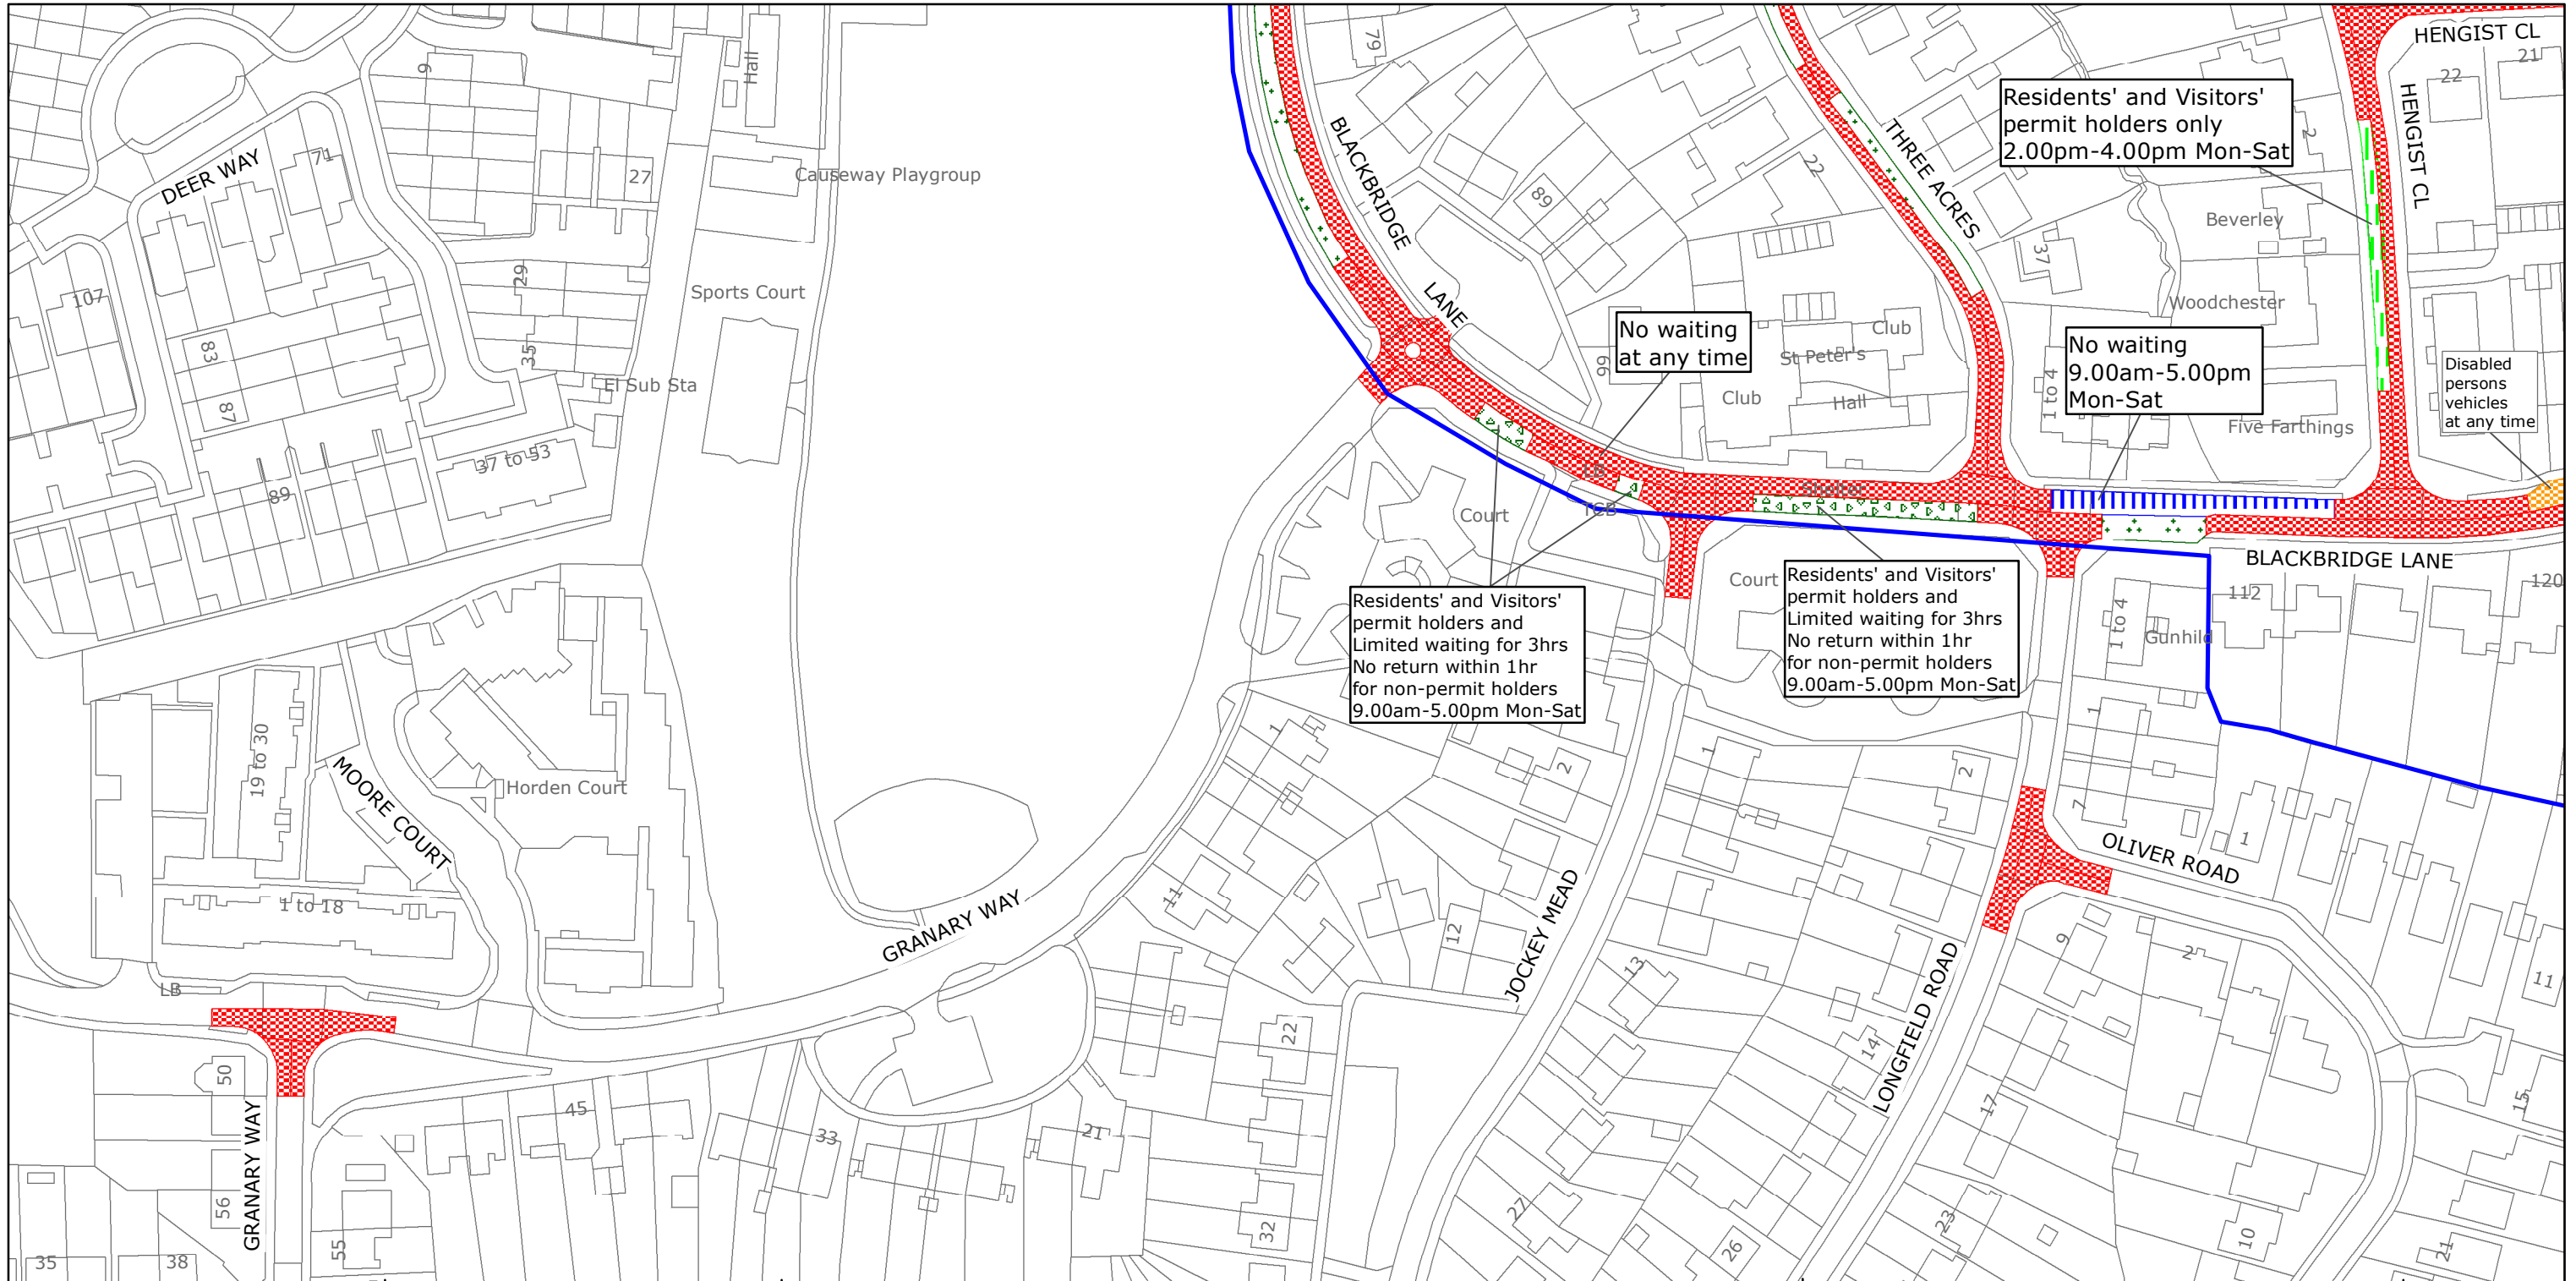 HENGIST CL
21
22
HENGIST CL
Residents' and Visitors'
permit holders only
2.00pm-4.00pm Mon-Sat
2
79
BLACKBRIDGE
LANE
THREE ACRES
22
89
99
37
Beverley
Woodchester
Five Farthings
1 to 4
Club
St Peter's
Club
Hall
No waiting
at any time
No waiting
9.00am-5.00pm
Mon-Sat
Disabled
persons
vehicles
at any time
Hall
Causeway Playgroup
Sports Court
El Sub Sta
DEER WAY
71
9
27
29
35
107
83
87
89
37 to 53
LB
TCB
Shelter
Court
Court
BLACKBRIDGE LANE
Residents' and Visitors'
permit holders and
Limited waiting for 3hrs
No return within 1hr
for non-permit holders
9.00am-5.00pm Mon-Sat
Residents' and Visitors'
permit holders and
Limited waiting for 3hrs
No return within 1hr
for non-permit holders
9.00am-5.00pm Mon-Sat
112
120
1 to 4
Gunhild
1
7
1
OLIVER ROAD
19 to 30
MOORE COURT
Horden Court
1 to 18
LB
GRANARY WAY
GRANARY WAY
50
56
35
38
55
45
33
21
22
32
1
11
2
12
JOCKEY MEAD
1
2
13
14
LONGFIELD ROAD
27
26
17
23
9
2
10
11
15
21